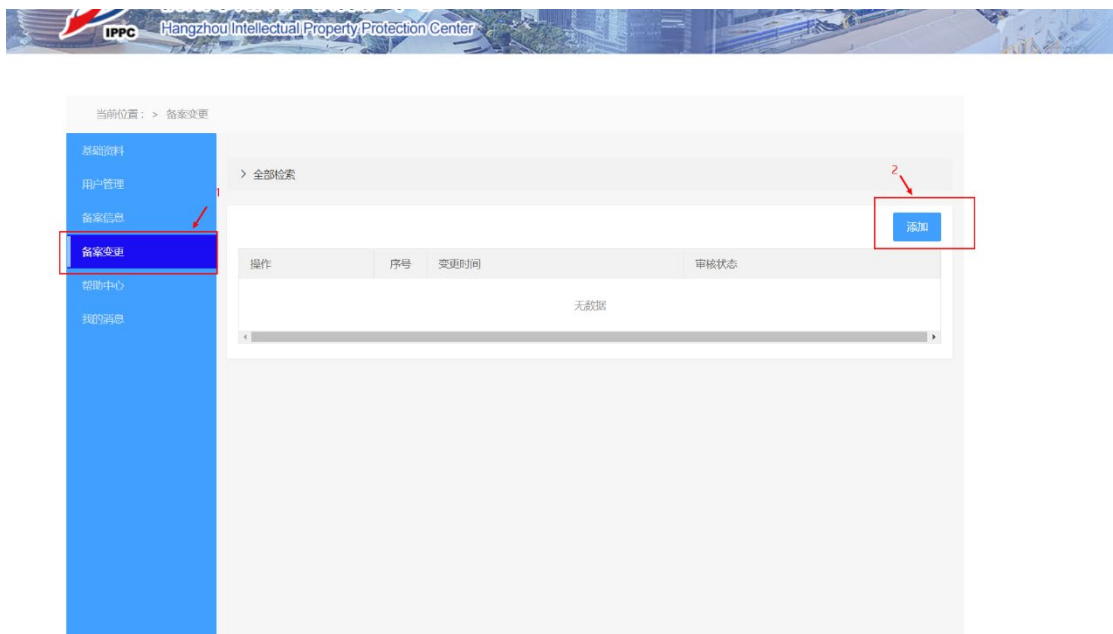 IPPC Hangzhou Intellectual Property Protection Center
当前位置： > 备案变更
基础资料
用户管理
备案信息
备案变更
帮助中心
我的消息
1
> 全部检索
2
添加
操作 序号 变更时间 审核状态
无数据